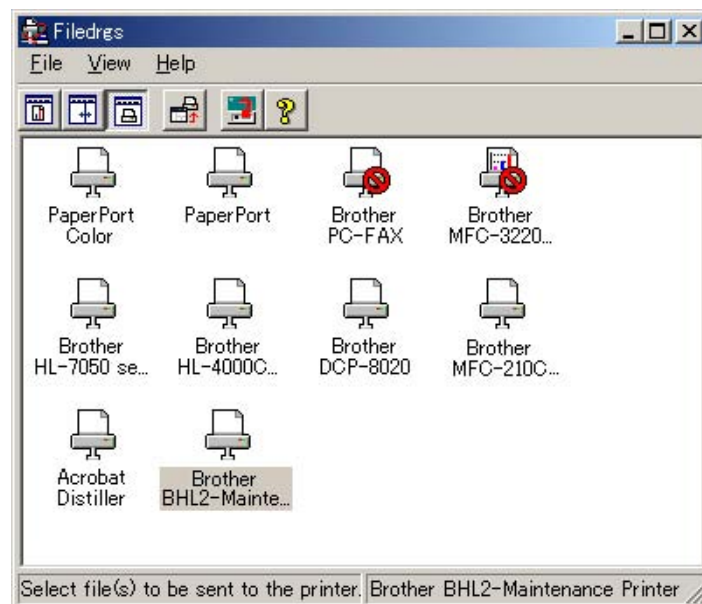 Filedrgs
File View Help
PaperPort
Color
PaperPort
Brother
PC-FAX
Brother
MFC-3220...
Brother
HL-7050 se...
Brother
HL-4000C...
Brother
DCP-8020
Brother
MFC-210C...
Acrobat
Distiller
Brother
BHL2-Mainte...
Select file(s) to be sent to the printer. Brother BHL2-Maintenance Printer